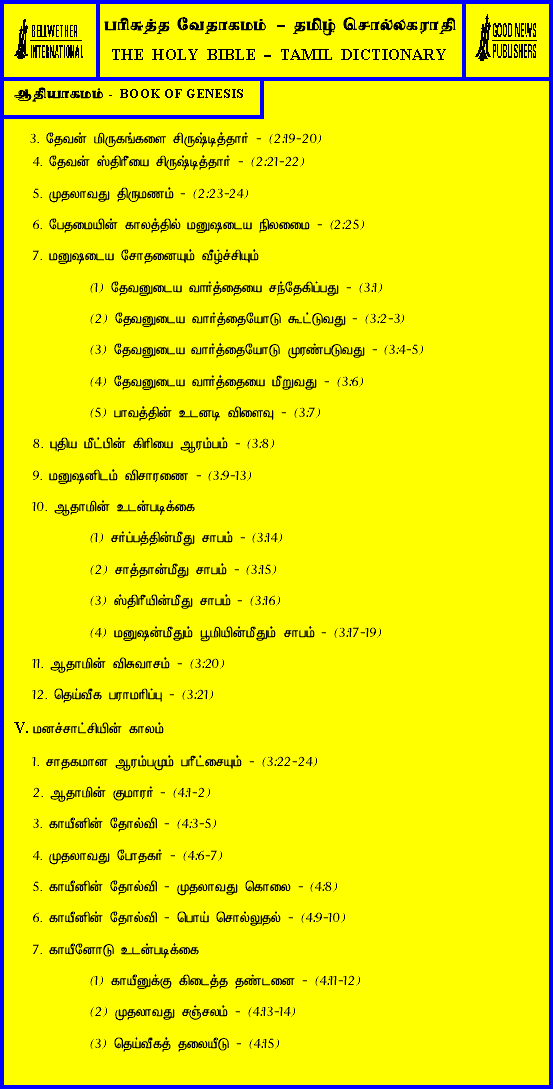 BELLWETHER
INTERNATIONAL
பரிசுத்த வேதாகமம் – தமிழ் சொல்லகராதி
THE HOLY BIBLE – TAMIL DICTIONARY
GOOD NEWS
PUBLISHERS
ஆதியாகமம் - BOOK OF GENESIS
3. தேவன் மிருகங்களை சிருஷ்டித்தார் - (2:19-20)
4. தேவன் ஸ்திரீயை சிருஷ்டித்தார் - (2:21-22)
5. முதலாவது திருமணம் - (2:23-24)
6. பேதமையின் காலத்தில் மனுஷடைய நிலமை - (2:25)
7. மனுஷடைய சோதனையும் வீழ்ச்சியும்
(1) தேவனுடைய வார்த்தையை சந்தேகிப்பது - (3:1)
(2) தேவனுடைய வார்த்தையோடு கூட்டுவது - (3:2-3)
(3) தேவனுடைய வார்த்தையோடு முரண்படுவது - (3:4-5)
(4) தேவனுடைய வார்த்தையை மீறுவது - (3:6)
(5) பாவத்தின் உடனடி விளைவு - (3:7)
8. புதிய மீட்பின் கிரியை ஆரம்பம் - (3:8)
9. மனுஷனிடம் விசாரணை - (3:9-13)
10. ஆதாமின் உடன்படிக்கை
(1) சர்ப்பத்தின்மீது சாபம் - (3:14)
(2) சாத்தான்மீது சாபம் - (3:15)
(3) ஸ்திரீயின்மீது சாபம் - (3:16)
(4) மனுஷன்மீதும் பூமியின்மீதும் சாபம் - (3:17-19)
11. ஆதாமின் விசுவாசம் - (3:20)
12. தெய்வீக பராமரிப்பு - (3:21)
V. மனச்சாட்சியின் காலம்
1. சாதகமான ஆரம்பமும் பரீட்சையும் - (3:22-24)
2. ஆதாமின் குமாரர் - (4:1-2)
3. காயீனின் தோல்வி - (4:3-5)
4. முதலாவது போதகர் - (4:6-7)
5. காயீனின் தோல்வி - முதலாவது கொலை - (4:8)
6. காயீனின் தோல்வி - பொய் சொல்லுதல் - (4:9-10)
7. காயீனோடு உடன்படிக்கை
(1) காயீனுக்கு கிடைத்த தண்டனை - (4:11-12)
(2) முதலாவது சஞ்சலம் - (4:13-14)
(3) தெய்வீகத் தலையீடு - (4:15)